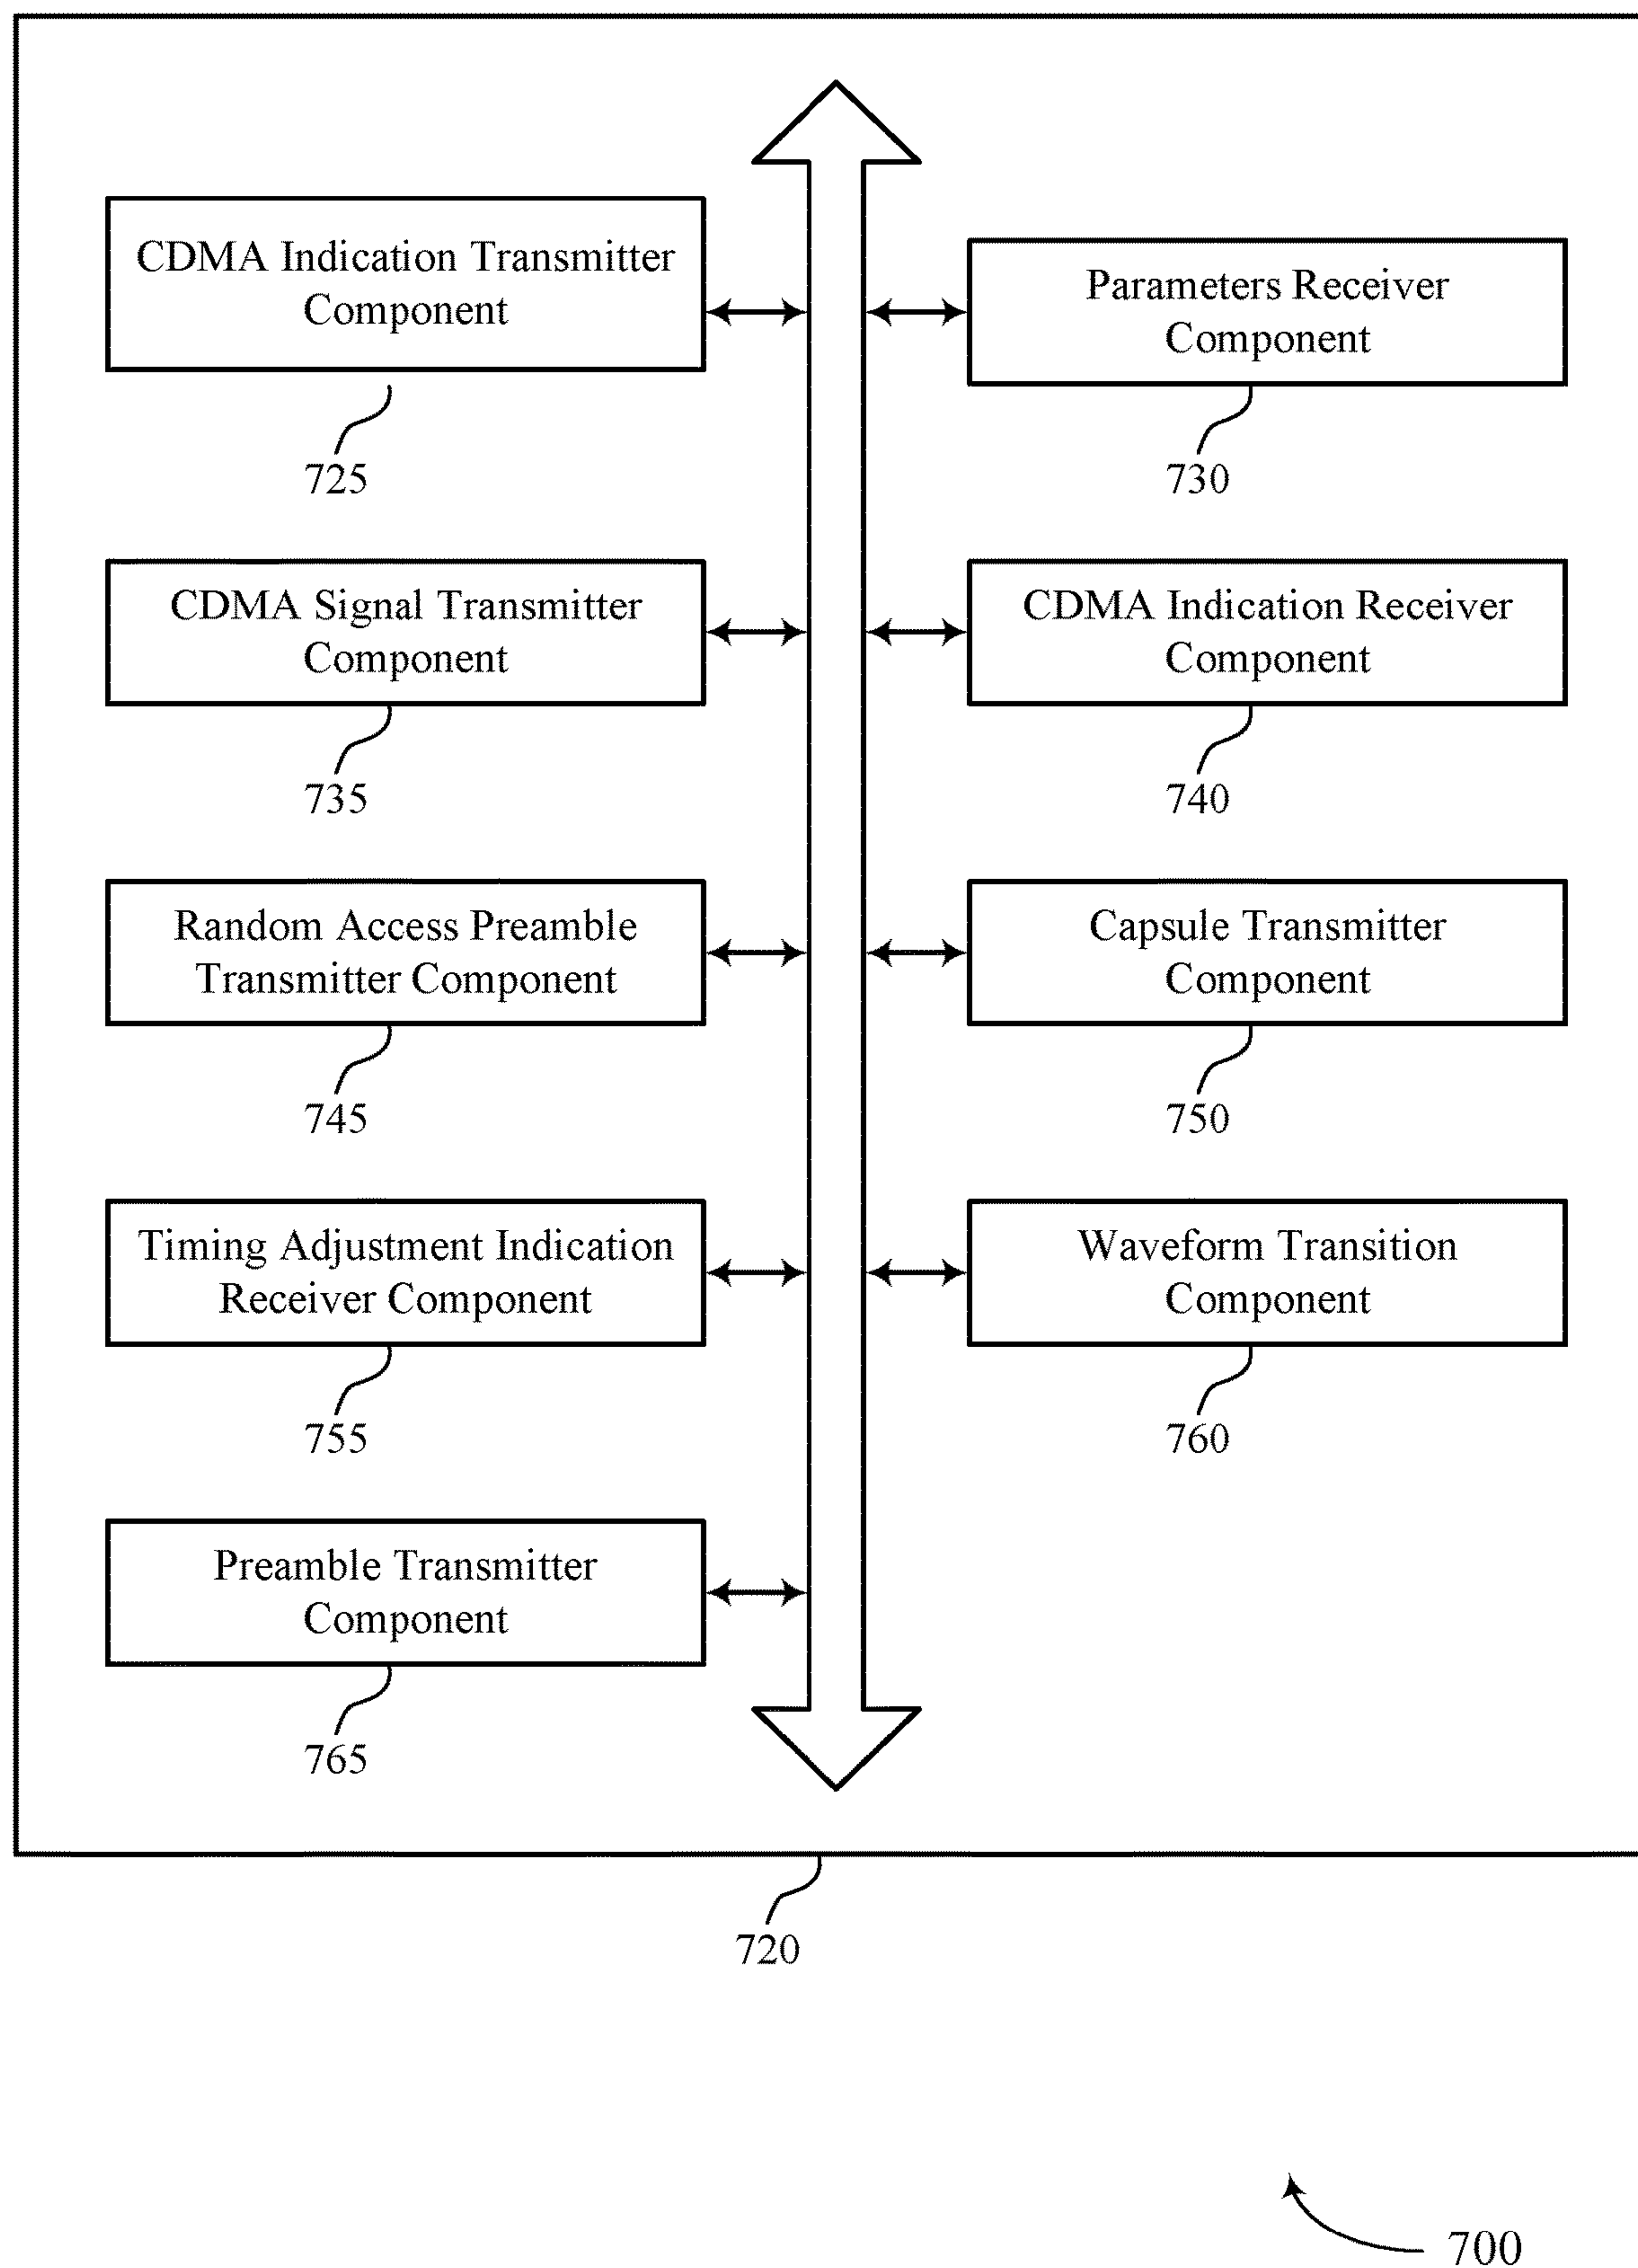 CDMA Indication Transmitter
Component
725
Parameters Receiver
Component
730
CDMA Signal Transmitter
Component
735
CDMA Indication Receiver
Component
740
Random Access Preamble
Transmitter Component
745
Capsule Transmitter
Component
750
Timing Adjustment Indication
Receiver Component
755
Waveform Transition
Component
760
Preamble Transmitter
Component
765
720
700